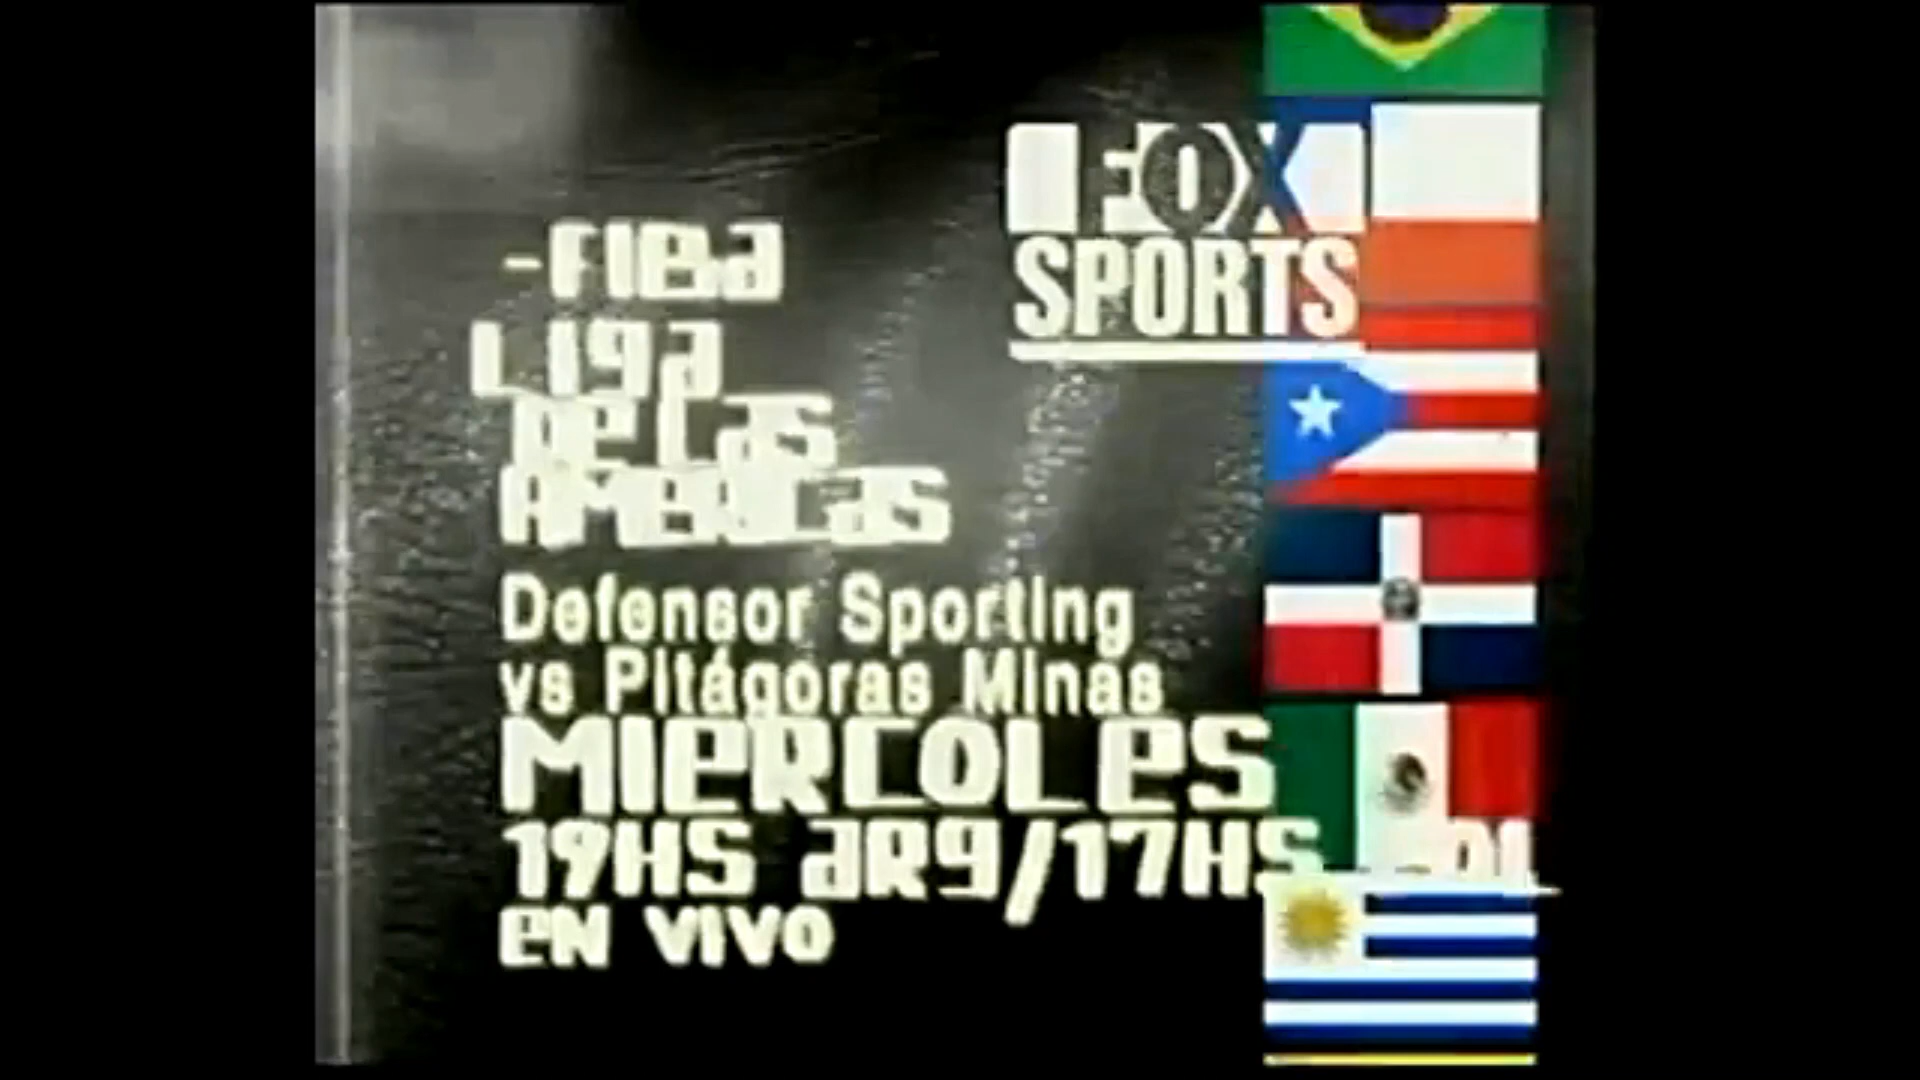 FOX
SPORTS
-FIBA
Liga
De Las
AMERICas
Defensor Sporting
vs Pitágoras Minas
MIeRCOLes
19HS aRg/17HS
eN VIVO